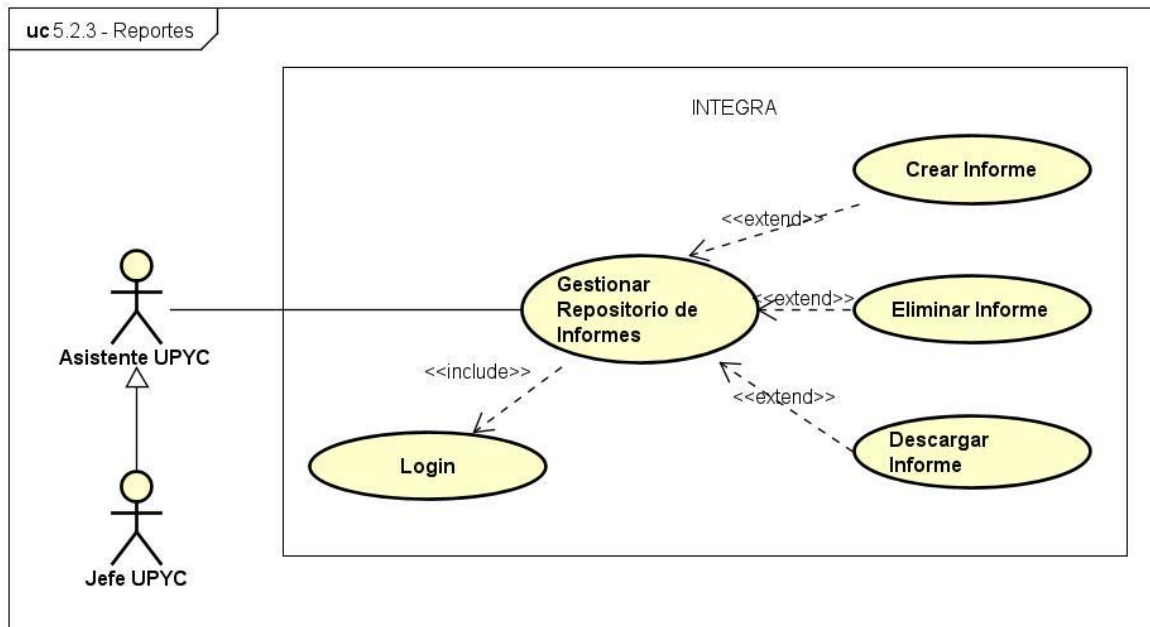 uc 5.2.3 - Reportes
INTEGRA
Crear Informe
<<extend>>
Gestionar
Repositorio de
Informes
<<extend>>
Eliminar Informe
Asistente UPYC
<<include>>
<<extend>>
Descargar
Informe
Login
Jefe UPYC